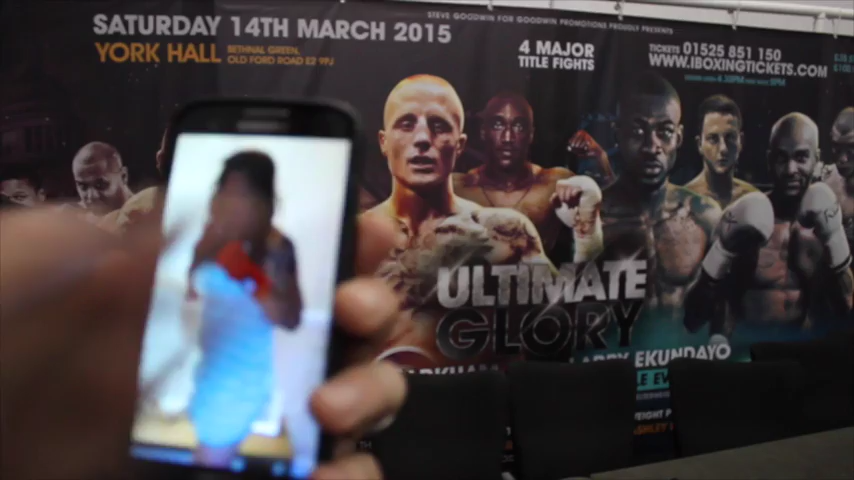 STEVE GOODWIN FOR GOODWIN PROMOTIONS PROUDLY PRESENTS
SATURDAY 14TH MARCH 2015
YORK HALL
BETHNAL GREEN,
OLD FORD ROAD E2 9PJ
4 MAJOR
TITLE FIGHTS
TICKETS 01525 851 150
WWW.IBOXINGTICKETS.COM
ULTIMATE
GLORY
EKUNDAYO